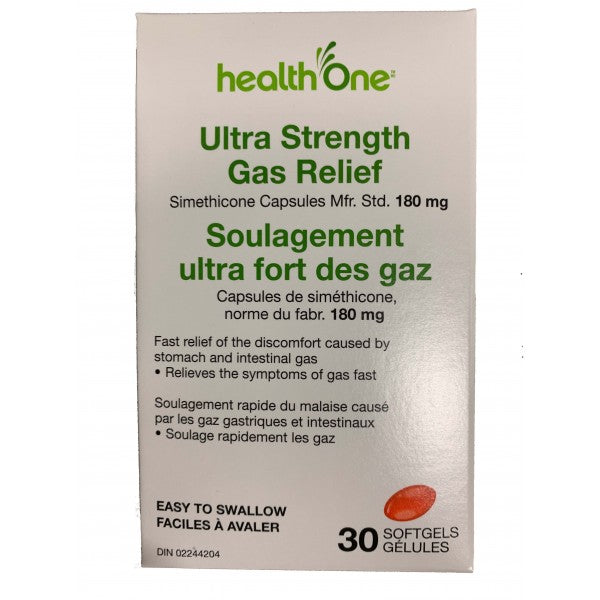 health One
Ultra Strength
Gas Relief
Simethicone Capsules Mfr. Std. 180 mg
Soulagement
ultra fort des gaz
Capsules de siméthicone,
norme du fabr. 180 mg
Fast relief of the discomfort caused by
stomach and intestinal gas
• Relieves the symptoms of gas fast
Soulagement rapide du malaise causé
par les gaz gastriques et intestinaux
• Soulage rapidement les gaz
EASY TO SWALLOW
FACILES À AVALER
30 SOFTGELS
GÉLULES
DIN 02244204